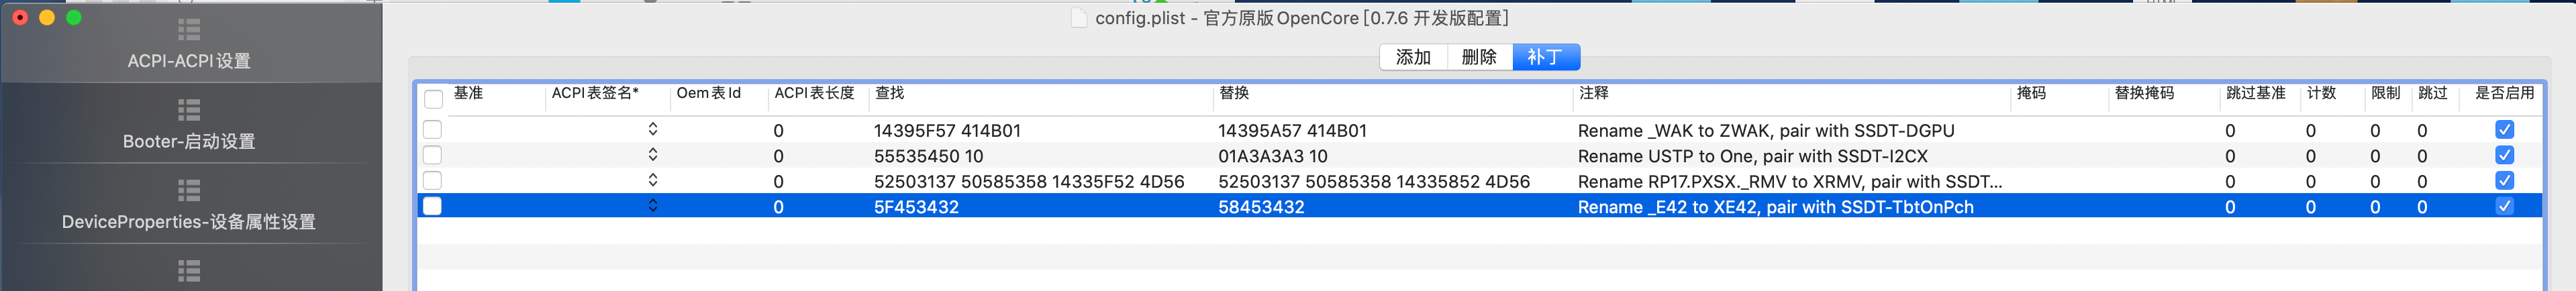 config.plist - 官方原版OpenCore [0.7.6 开发版配置]
ACPI-ACPI设置
Booter-启动设置
DeviceProperties-设备属性设置
添加 删除 补丁
基准 ACPI表签名* Oem表Id ACPI表长度 查找 替换 注释 掩码 替换掩码 跳过基准 计数 限制 跳过 是否启用
0 14395F57 414B01 14395A57 414B01 Rename _WAK to ZWAK, pair with SSDT-DGPU 0 0 0 0
0 55535450 10 01A3A3A3 10 Rename USTP to One, pair with SSDT-I2CX 0 0 0 0
0 52503137 50585358 14335F52 4D56 52503137 50585358 14335852 4D56 Rename RP17.PXSX._RMV to XRMV, pair with SSDT... 0 0 0 0
0 5F453432 58453432 Rename _E42 to XE42, pair with SSDT-TbtOnPch 0 0 0 0